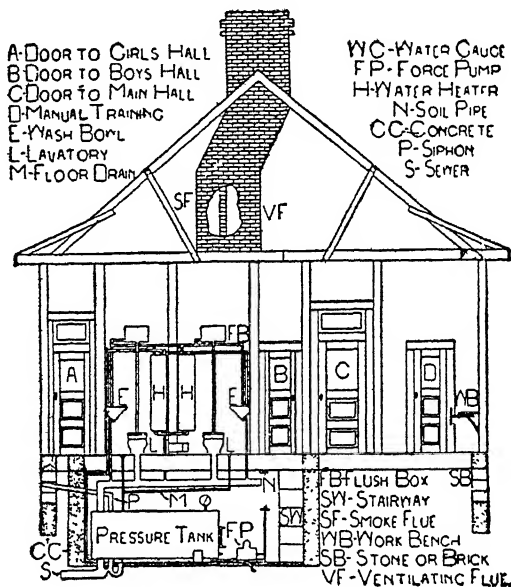 A-DOOR TO GIRLS HALL
B-DOOR TO BOYS HALL
C-DOOR TO MAIN HALL
D-MANUAL TRAINING
E-WASH BOWL
L-LAVATORY
M-FLOOR DRAIN
WC-WATER GAUGE
FP-FORCE PUMP
H-WATER HEATER
N-SOIL PIPE
CC-CONCRETE
P-SIPHON
S-SEWER
SF
VF
FB
A
E
H
H
E
B
C
D
WB
L
L
P
M
N
PRESSURE TANK
FP
SW
CC
S
FB-FLUSH BOX
SB
SW-STAIRWAY
SF-SMOKE FLUE
WB-WORK BENCH
SB-STONE OR BRICK
VF-VENTILATING FLUE